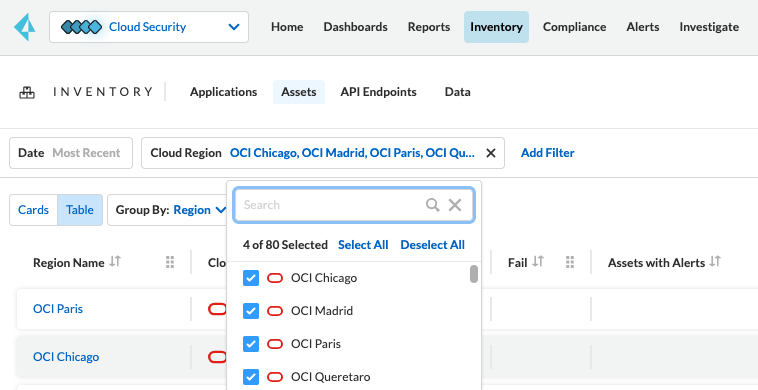 Cloud Security Home Dashboards Reports Inventory Compliance Alerts Investigate
INVENTORY Applications Assets API Endpoints Data
Date Most Recent Cloud Region OCI Chicago, OCI Madrid, OCI Paris, OCI Qu... Add Filter
Search
Cards Table Group By: Region
4 of 80 Selected Select All Deselect All
Region Name Clo Fail Assets with Alerts
OCI Chicago
OCI Paris OCI Madrid
OCI Paris
OCI Chicago
OCI Queretaro